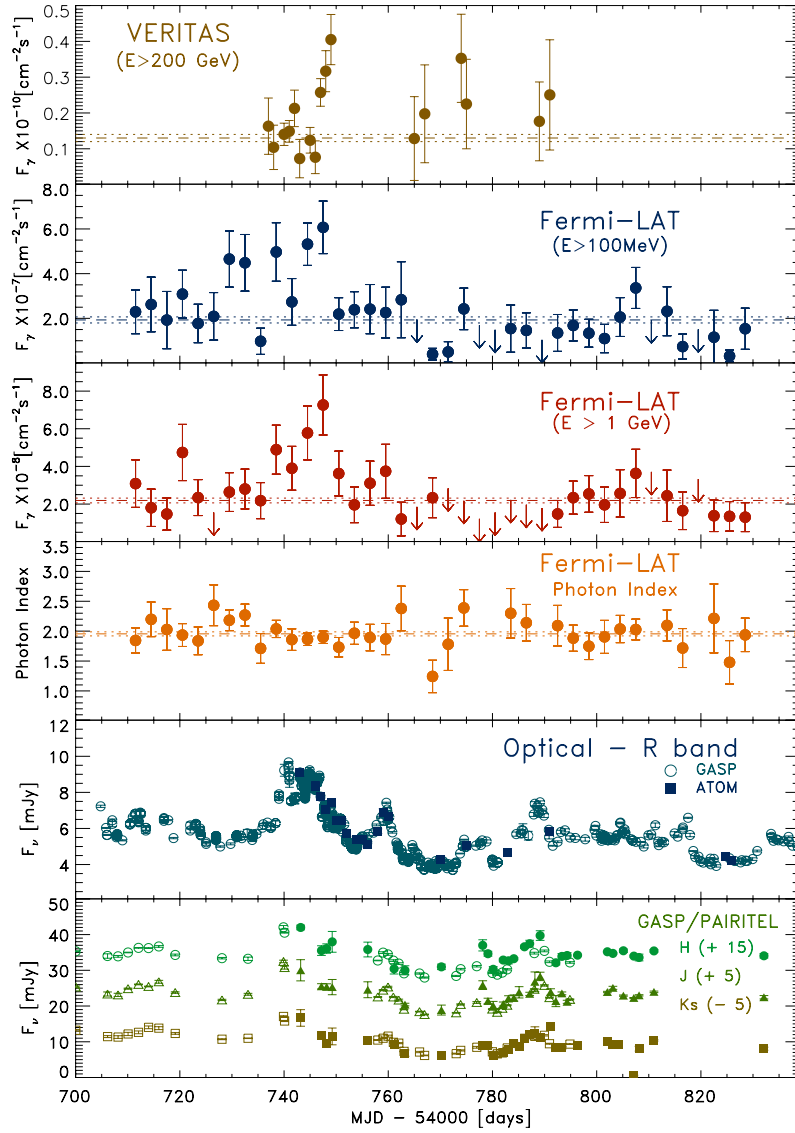 VERITAS
(E>200 GeV)
0.5
0.4
0.3
0.2
0.1
Fγ X10⁻¹⁰[cm⁻²s⁻¹]
Fermi-LAT
(E>100MeV)
8.0
6.0
4.0
2.0
Fγ X10⁻⁷[cm⁻²s⁻¹]
Fermi-LAT
(E > 1 GeV)
8.0
6.0
4.0
2.0
Fγ X10⁻⁸[cm⁻²s⁻¹]
Fermi-LAT
Photon Index
3.5
3.0
2.5
2.0
1.5
1.0
Photon Index
Optical - R band
GASP
ATOM
12
10
8
6
4
Fν [mJy]
GASP/PAIRITEL
H (+ 15)
J (+ 5)
Ks (- 5)
50
40
30
20
10
0
Fν [mJy]
700 720 740 760 780 800 820
MJD - 54000 [days]